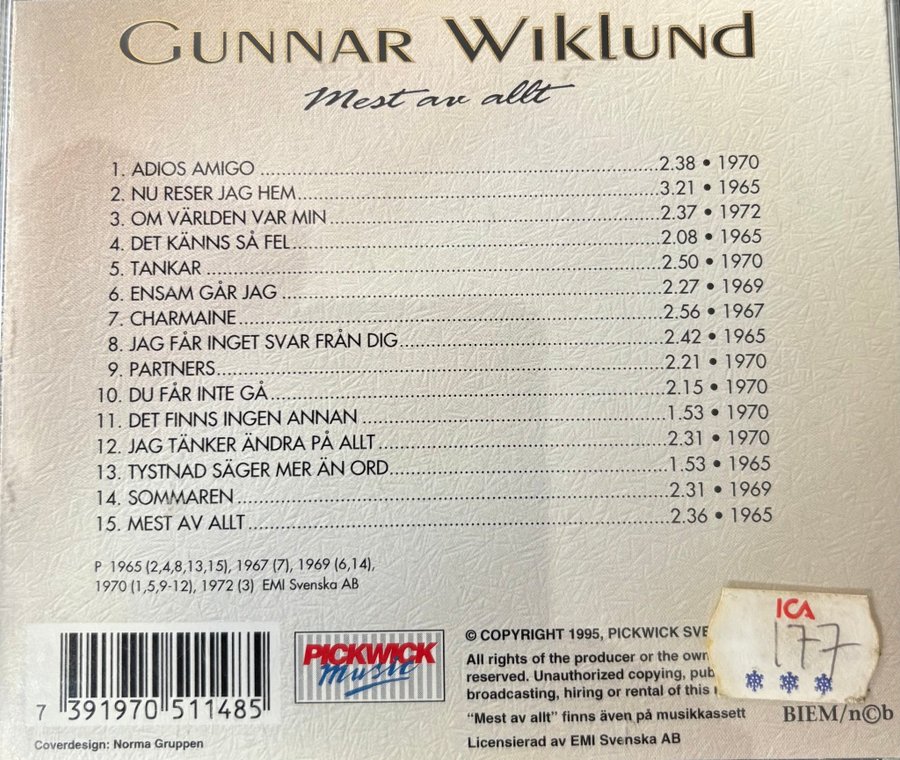 GUNNAR WIKLUND
Mest av allt
1. ADIOS AMIGO 2.38 • 1970
2. NU RESER JAG HEM 3.21 • 1965
3. OM VÄRLDEN VAR MIN 2.37 • 1972
4. DET KÄNNS SÅ FEL 2.08 • 1965
5. TANKAR 2.50 • 1970
6. ENSAM GÅR JAG 2.27 • 1969
7. CHARMAINE 2.56 • 1967
8. JAG FÅR INGET SVAR FRÅN DIG 2.42 • 1965
9. PARTNERS 2.21 • 1970
10. DU FÅR INTE GÅ 2.15 • 1970
11. DET FINNS INGEN ANNAN 1.53 • 1970
12. JAG TÄNKER ÄNDRA PÅ ALLT 2.31 • 1970
13. TYSTNAD SÄGER MER ÄN ORD 1.53 • 1965
14. SOMMAREN 2.31 • 1969
15. MEST AV ALLT 2.36 • 1965
P 1965 (2,4,8,13,15), 1967 (7), 1969 (6,14),
1970 (1,5,9-12), 1972 (3) EMI Svenska AB
7 391970 511485
Coverdesign: Norma Gruppen
PICKWICK
Music
© COPYRIGHT 1995, PICKWICK
All rights of the producer or the
reserved. Unauthorized copying,
broadcasting, hiring or rental of this
"Mest av allt" finns även på musikkassett
Licensierad av EMI Svenska AB
ICA
177
BIEM/n©b